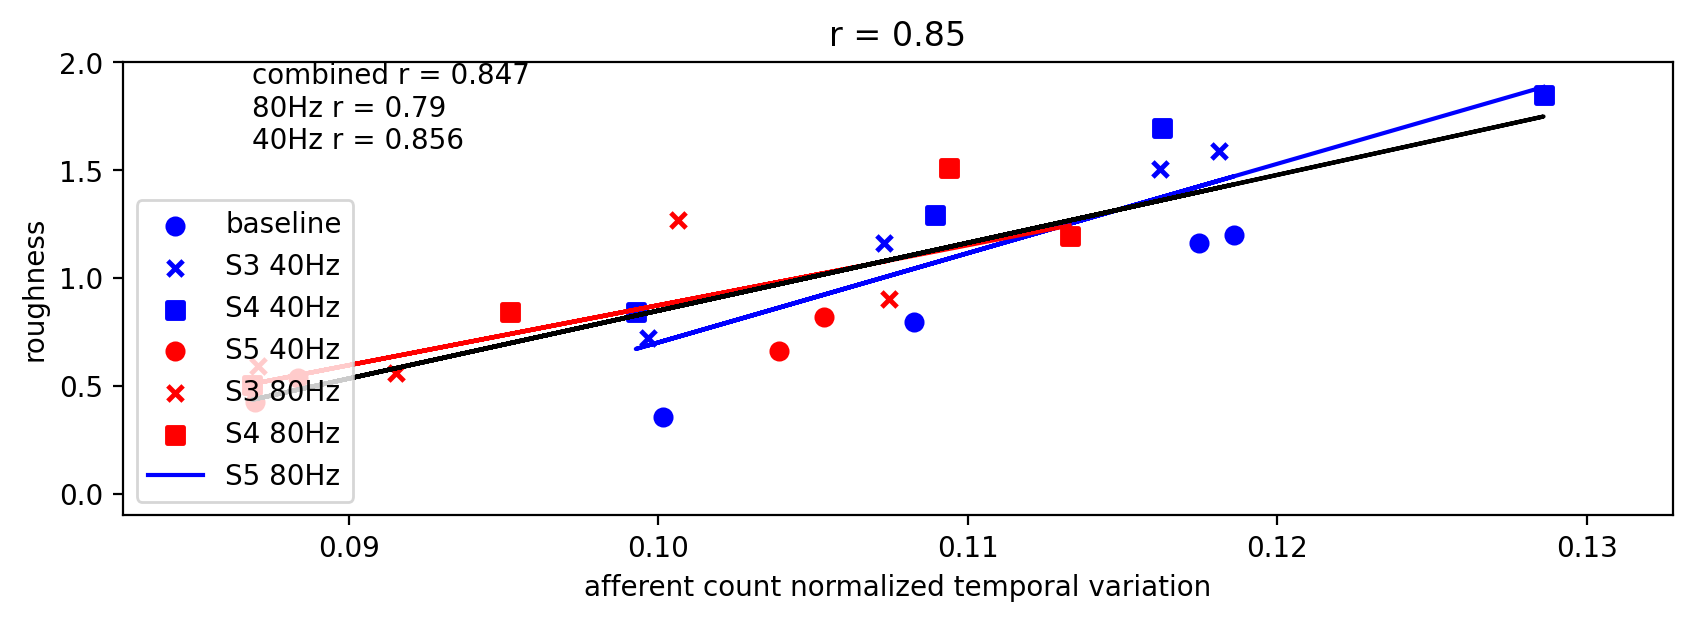 r = 0.85
combined r = 0.847
80Hz r = 0.79
40Hz r = 0.856
2.0
1.5
1.0
0.5
0.0
roughness
baseline
S3 40Hz
S4 40Hz
S5 40Hz
S3 80Hz
S4 80Hz
S5 80Hz
0.09 0.10 0.11 0.12 0.13
afferent count normalized temporal variation